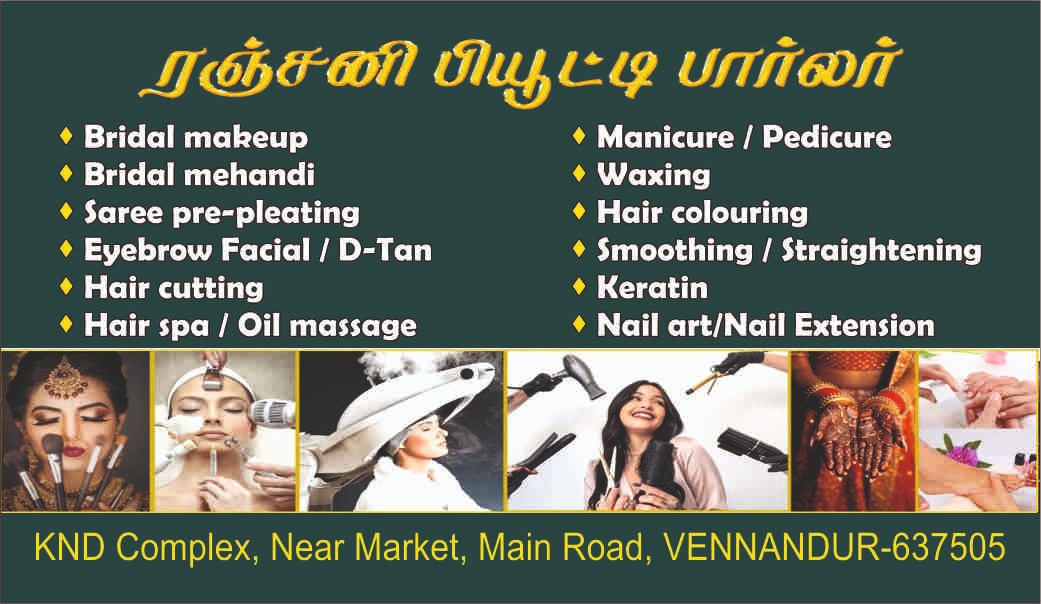 ரஞ்சனி பியூட்டி பார்லர்
Bridal makeup
Bridal mehandi
Saree pre-pleating
Eyebrow Facial / D-Tan
Hair cutting
Hair spa / Oil massage
Manicure / Pedicure
Waxing
Hair colouring
Smoothing / Straightening
Keratin
Nail art/Nail Extension
KND Complex, Near Market, Main Road, VENNANDUR-637505